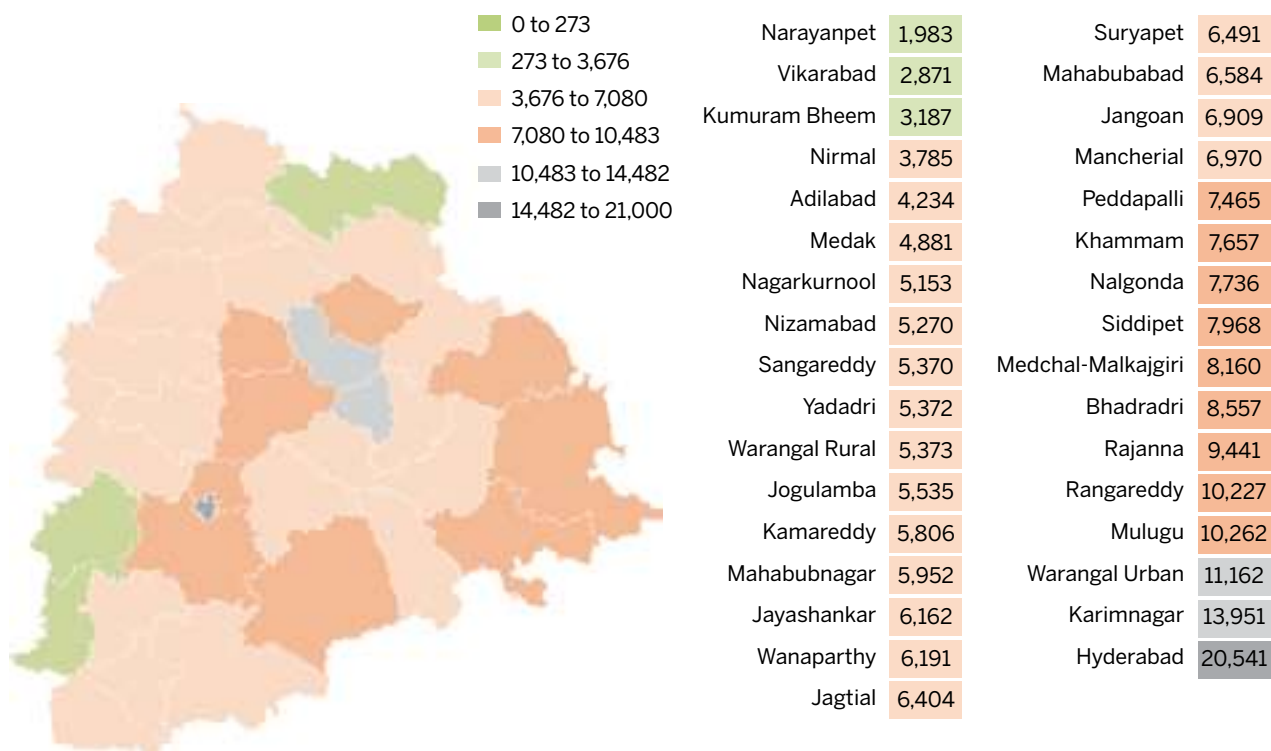 0 to 273
273 to 3,676
3,676 to 7,080
7,080 to 10,483
10,483 to 14,482
14,482 to 21,000
Narayanpet 1,983
Vikarabad 2,871
Kumuram Bheem 3,187
Nirmal 3,785
Adilabad 4,234
Medak 4,881
Nagarkurnool 5,153
Nizamabad 5,270
Sangareddy 5,370
Yadadri 5,372
Warangal Rural 5,373
Jogulamba 5,535
Kamareddy 5,806
Mahabubnagar 5,952
Jayashankar 6,162
Wanaparthy 6,191
Jagtial 6,404
Suryapet 6,491
Mahabubabad 6,584
Jangoan 6,909
Mancherial 6,970
Peddapalli 7,465
Khammam 7,657
Nalgonda 7,736
Siddipet 7,968
Medchal-Malkajgiri 8,160
Bhadradri 8,557
Rajanna 9,441
Rangareddy 10,227
Mulugu 10,262
Warangal Urban 11,162
Karimnagar 13,951
Hyderabad 20,541